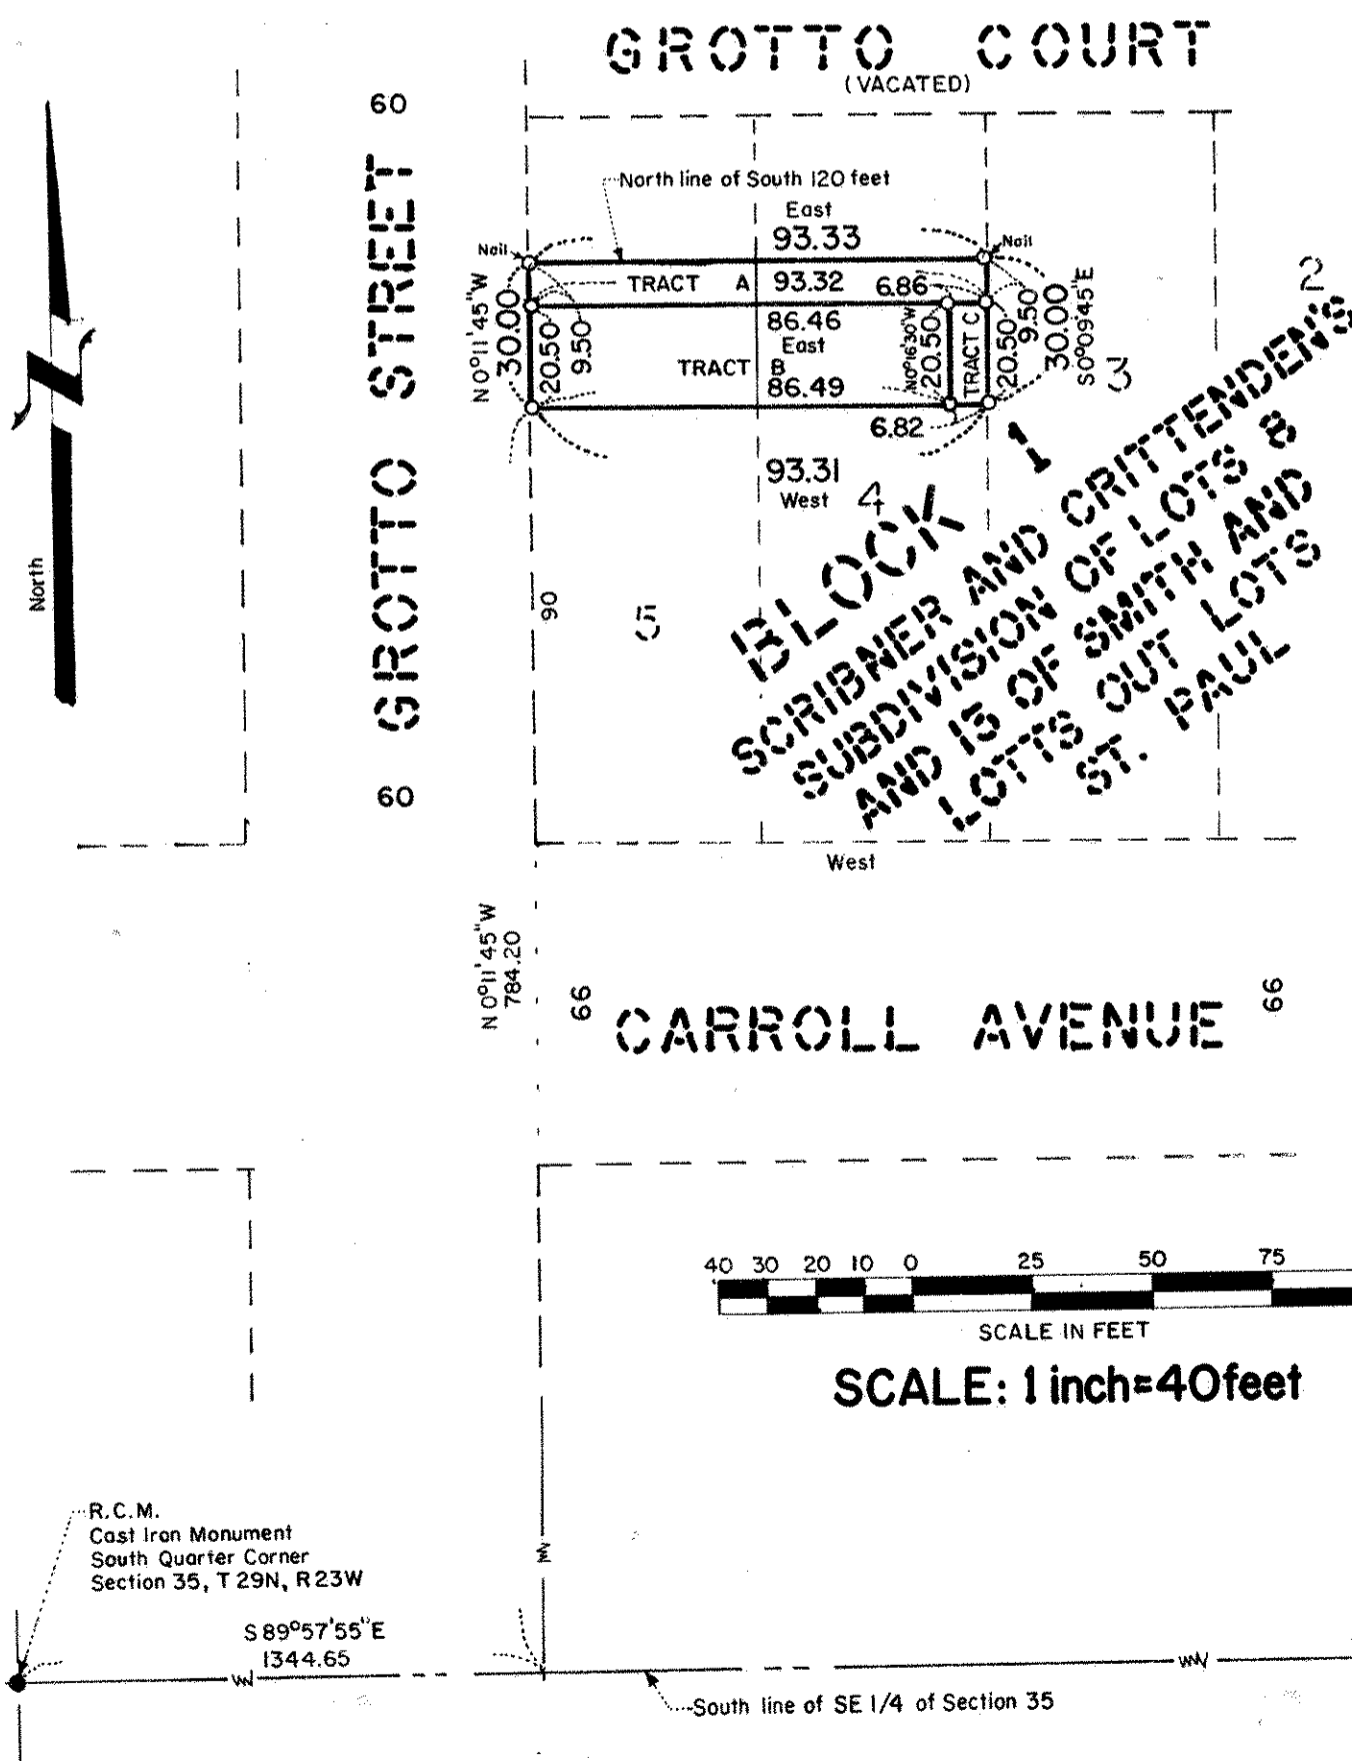 GROTTO COURT
(VACATED)
60
GROTTO STREET
60
North
North line of South 120 feet
East
93.33
Nail
Nail
TRACT A
93.32
6.86
N 0°11'45" W
30.00
20.50
9.50
86.46
East
TRACT B
86.49
N0°16'30"W
20.50
TRACT C
20.50
9.50
30.00
S0°09'45"E
6.82
93.31
West
2
3
4
5
90
BLOCK 1
SCRIBNER AND CRITTENDEN'S
SUBDIVISION OF LOTS 8
AND 13 OF SMITH AND
LOTTS OUT LOTS
ST. PAUL
West
N 0°11'45"W
784.20
66
CARROLL AVENUE
66
40 30 20 10 0 25 50 75
SCALE IN FEET
SCALE: 1 inch=40feet
R.C.M.
Cast Iron Monument
South Quarter Corner
Section 35, T 29N, R 23W
S 89°57'55"E
1344.65
South line of SE 1/4 of Section 35